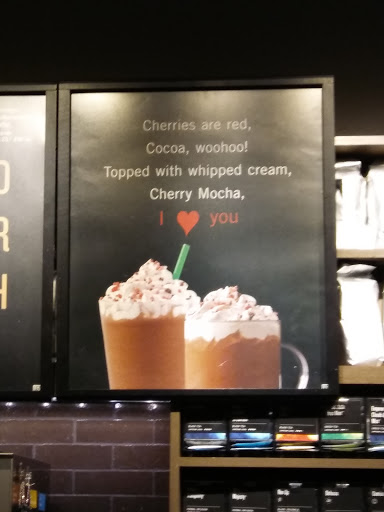 Cherries are red,
Cocoa, woohoo!
Topped with whipped cream,
Cherry Mocha,
I ♥ you
O
R
H